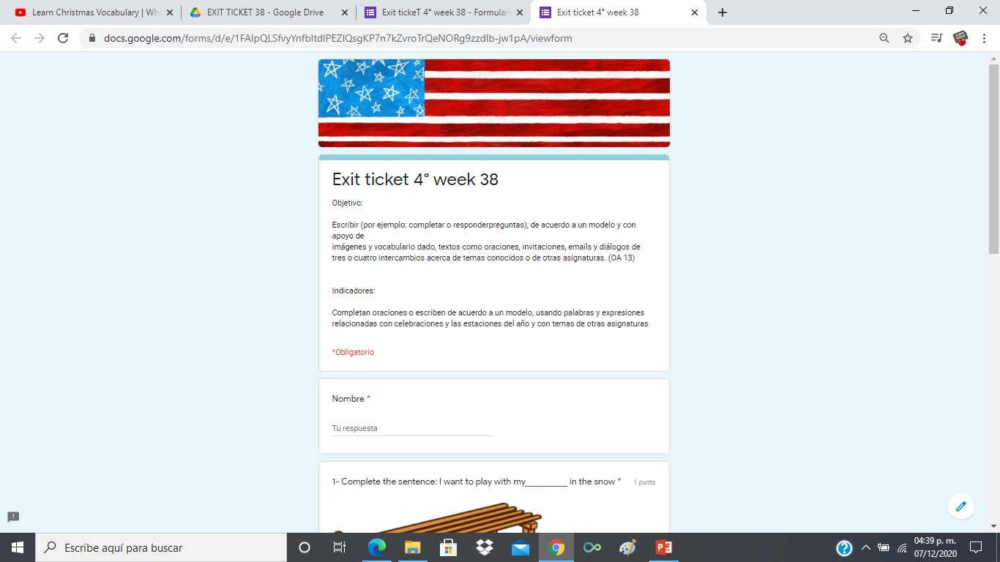 Learn Christmas Vocabulary | Wh
EXIT TICKET 38 - Google Drive
Exit tickeT 4° week 38 - Formular
Exit ticket 4° week 38
docs.google.com/forms/d/e/1FAIpQLSfvyYnfbItdIPEZIQsgKP7n7kZvroTrQeNORg9zzdlb-jw1pA/viewform
Exit ticket 4° week 38
Objetivo:
Escribir (por ejemplo: completar o responderpreguntas), de acuerdo a un modelo y con
apoyo de
imágenes y vocabulario dado, textos como oraciones, invitaciones, emails y diálogos de
tres o cuatro intercambios acerca de temas conocidos o de otras asignaturas. (OA 13)
Indicadores:
Completan oraciones o escriben de acuerdo a un modelo, usando palabras y expresiones
relacionadas con celebraciones y las estaciones del año y con temas de otras asignaturas
*Obligatorio
Nombre *
Tu respuesta
1- Complete the sentence: I want to play with my__________ in the snow *
1 punto
Escribe aquí para buscar
04:39 p. m.
07/12/2020